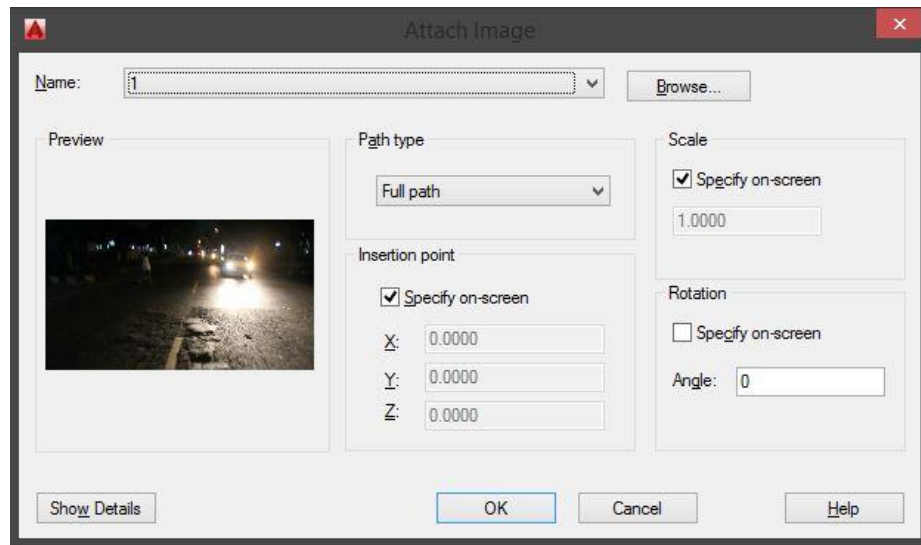 Attach Image
Name: 1 Browse...
Preview
Path type
Full path
Insertion point
Specify on-screen
X: 0.0000
Y: 0.0000
Z: 0.0000
Scale
Specify on-screen
1.0000
Rotation
Specify on-screen
Angle: 0
Show Details OK Cancel Help